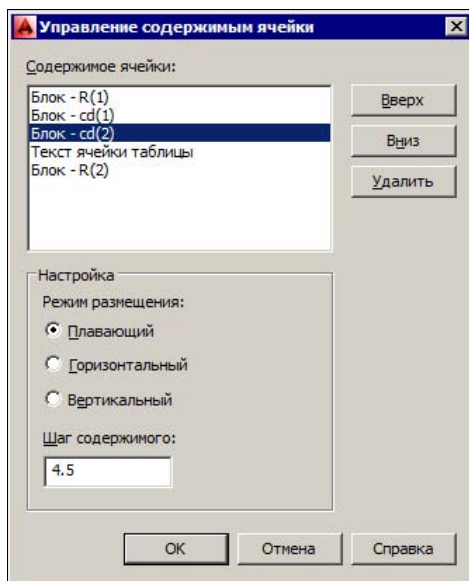 Управление содержимым ячейки
Содержимое ячейки:
Блок - R(1)
Блок - cd(1)
Блок - cd(2)
Текст ячейки таблицы
Блок - R(2)
Вверх
Вниз
Удалить
Настройка
Режим размещения:
Плавающий
Горизонтальный
Вертикальный
Шаг содержимого:
4.5
ОК
Отмена
Справка